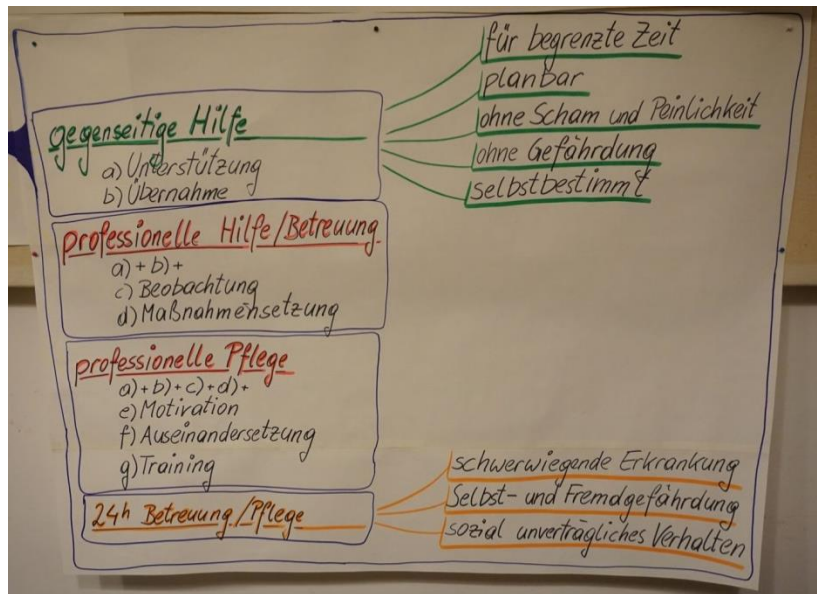 gegenseitige Hilfe
a) Unterstützung
b) Übernahme
für begrenzte Zeit
planbar
ohne Scham und Peinlichkeit
ohne Gefährdung
selbstbestimmt
professionelle Hilfe/Betreuung
a) + b) +
c) Beobachtung
d) Maßnahmensetzung
professionelle Pflege
a) + b) + c) + d) +
e) Motivation
f) Auseinandersetzung
g) Training
24h Betreuung/Pflege
schwerwiegende Erkrankung
Selbst- und Fremdgefährdung
sozial unverträgliches Verhalten